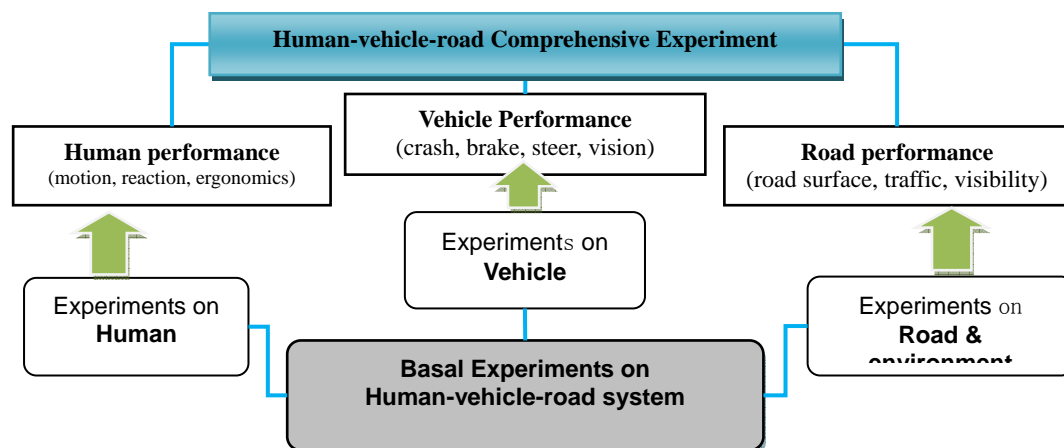 Human-vehicle-road Comprehensive Experiment
Human performance
(motion, reaction, ergonomics)
Vehicle Performance
(crash, brake, steer, vision)
Road performance
(road surface, traffic, visibility)
Experiments on
Human
Experiments on
Vehicle
Experiments on
Road &
environment
Basal Experiments on
Human-vehicle-road system